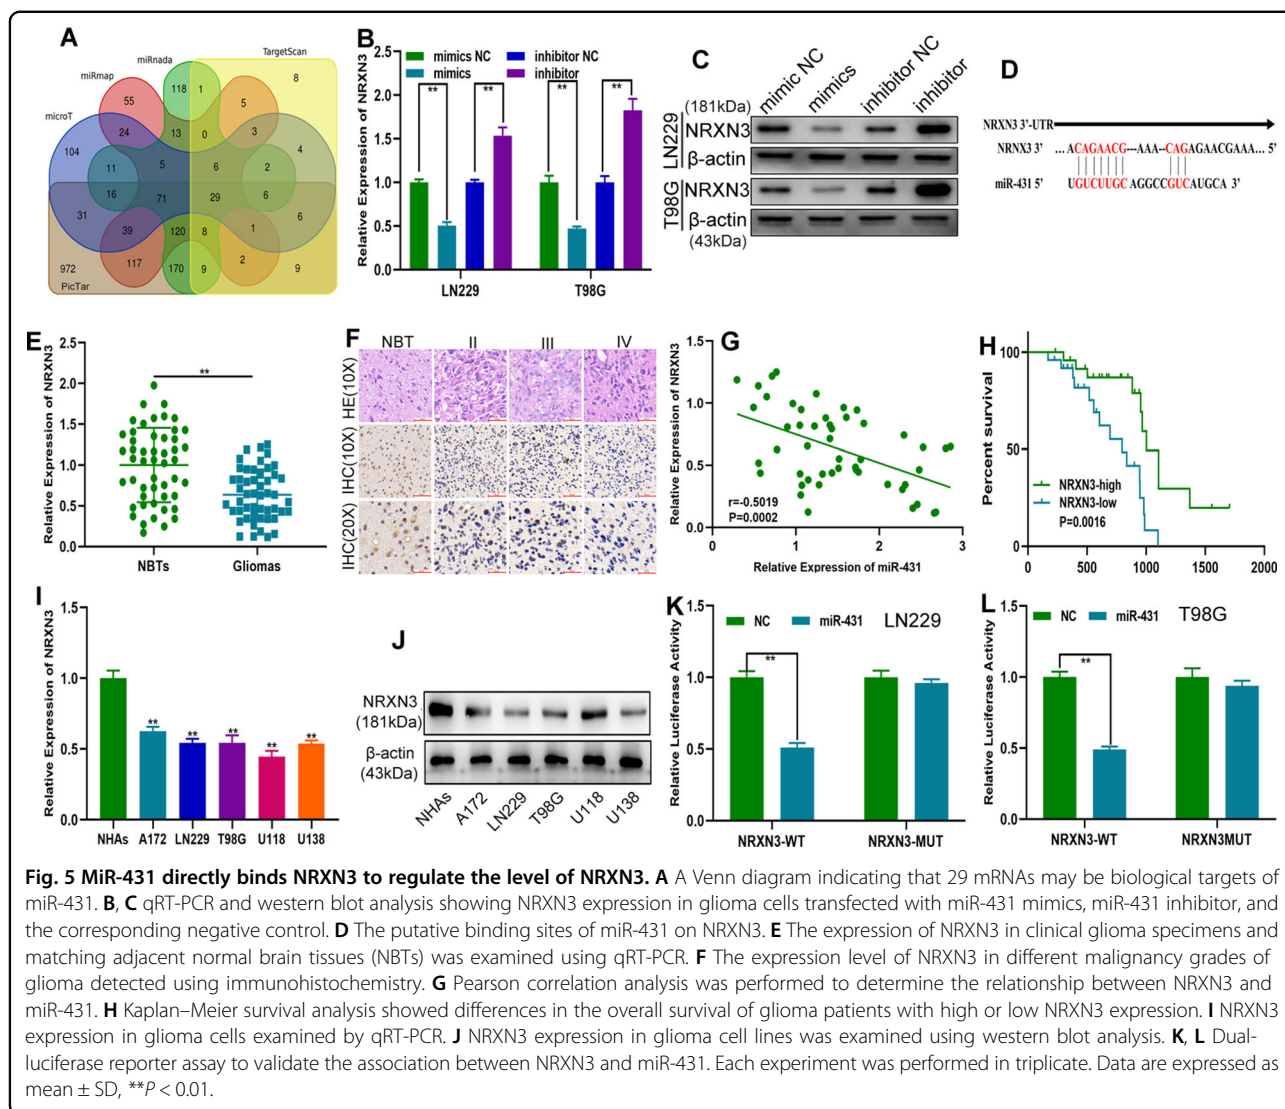 A
TargetScan
miRnada
miRmap
microT
PicTar
8
118
1
55
5
24
13
0
3
104
4
11
5
6
2
16
71
29
6
31
6
39
120
8
1
117
170
9
2
972
9
B
Relative Expression of NRXN3
mimics NC
inhibitor NC
mimics
inhibitor
2.5
2.0
1.5
1.0
0.5
0.0
** ** ** **
LN229
T98G
C
mimic NC
mimics
inhibitor NC
inhibitor
(181kDa)
LN229
NRXN3
β-actin
T98G
NRXN3
β-actin
(43kDa)
D
NRXN3 3'-UTR
NRNX3 3' ... ACAGAACG---AAA--CAGAGAACGAAA... 5'
miR-431 5' UGUCUUGC AGGCCGUCAUGCA 3'
E
Relative Expression of NRXN3
2.5
2.0
1.5
1.0
0.5
0.0
**
NBTs
Gliomas
F
NBT
II
III
IV
HE(10X)
IHC(10X)
IHC(20X)
G
Relative Expression of NRXN3
1.5
1.0
0.5
0.0
r=-0.5019
P=0.0002
0 1 2 3
Relative Expression of miR-431
H
Percent survival
100
50
0
NRXN3-high
NRXN3-low
P=0.0016
0 500 1000 1500 2000
I
Relative Expression of NRXN3
1.5
1.0
0.5
0.0
** ** ** ** **
NHAs A172 LN229 T98G U118 U138
J
NRXN3
(181kDa)
β-actin
(43kDa)
NHAs
A172
LN229
T98G
U118
U138
K
NC
miR-431
LN229
Relative Luciferase Activity
1.5
1.0
0.5
0.0
**
NRXN3-WT
NRXN3-MUT
L
NC
miR-431
T98G
Relative Luciferase Activity
1.5
1.0
0.5
0.0
**
NRXN3-WT
NRXN3MUT
Fig. 5 MiR-431 directly binds NRXN3 to regulate the level of NRXN3. A A Venn diagram indicating that 29 mRNAs may be biological targets of
miR-431. B, C qRT-PCR and western blot analysis showing NRXN3 expression in glioma cells transfected with miR-431 mimics, miR-431 inhibitor, and
the corresponding negative control. D The putative binding sites of miR-431 on NRXN3. E The expression of NRXN3 in clinical glioma specimens and
matching adjacent normal brain tissues (NBTs) was examined using qRT-PCR. F The expression level of NRXN3 in different malignancy grades of
glioma detected using immunohistochemistry. G Pearson correlation analysis was performed to determine the relationship between NRXN3 and
miR-431. H Kaplan–Meier survival analysis showed differences in the overall survival of glioma patients with high or low NRXN3 expression. I NRXN3
expression in glioma cells examined by qRT-PCR. J NRXN3 expression in glioma cell lines was examined using western blot analysis. K, L Dual-
luciferase reporter assay to validate the association between NRXN3 and miR-431. Each experiment was performed in triplicate. Data are expressed as
mean ± SD, **P < 0.01.